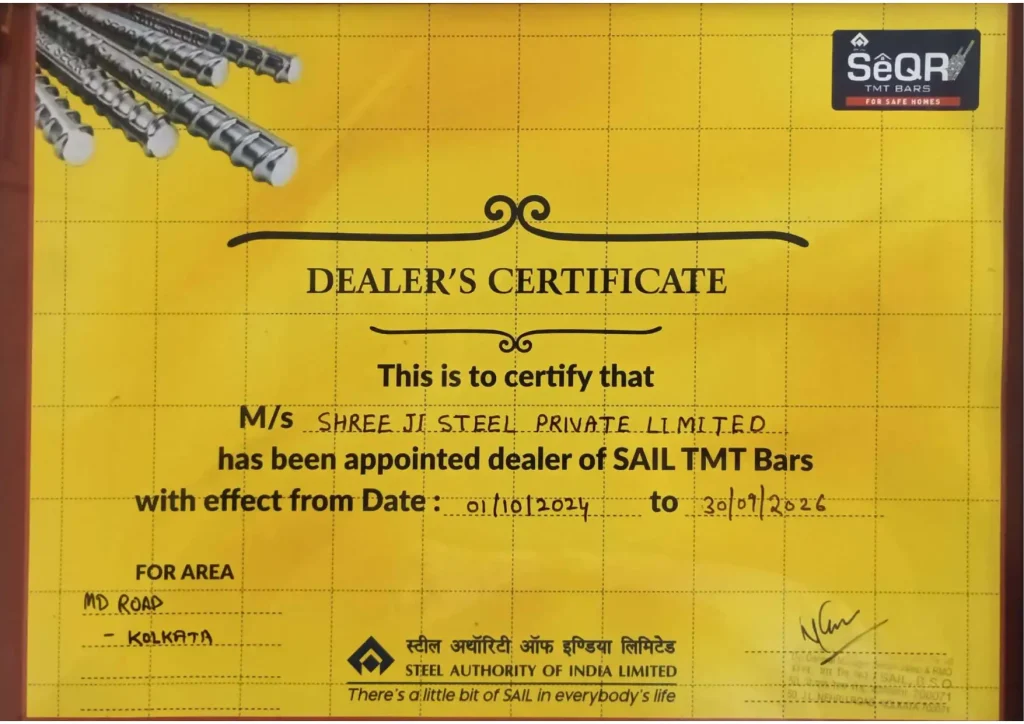 SeQR
TMT BARS
FOR SAFE HOMES
DEALER'S CERTIFICATE
This is to certify that
M/s SHREE JI STEEL PRIVATE LIMITED
has been appointed dealer of SAIL TMT Bars
with effect from Date : 01/10/2024 to 30/09/2026
FOR AREA
MD ROAD
- KOLKATA
स्टील अथॉरिटी ऑफ इण्डिया लिमिटेड
STEEL AUTHORITY OF INDIA LIMITED
There's a little bit of SAIL in everybody's life